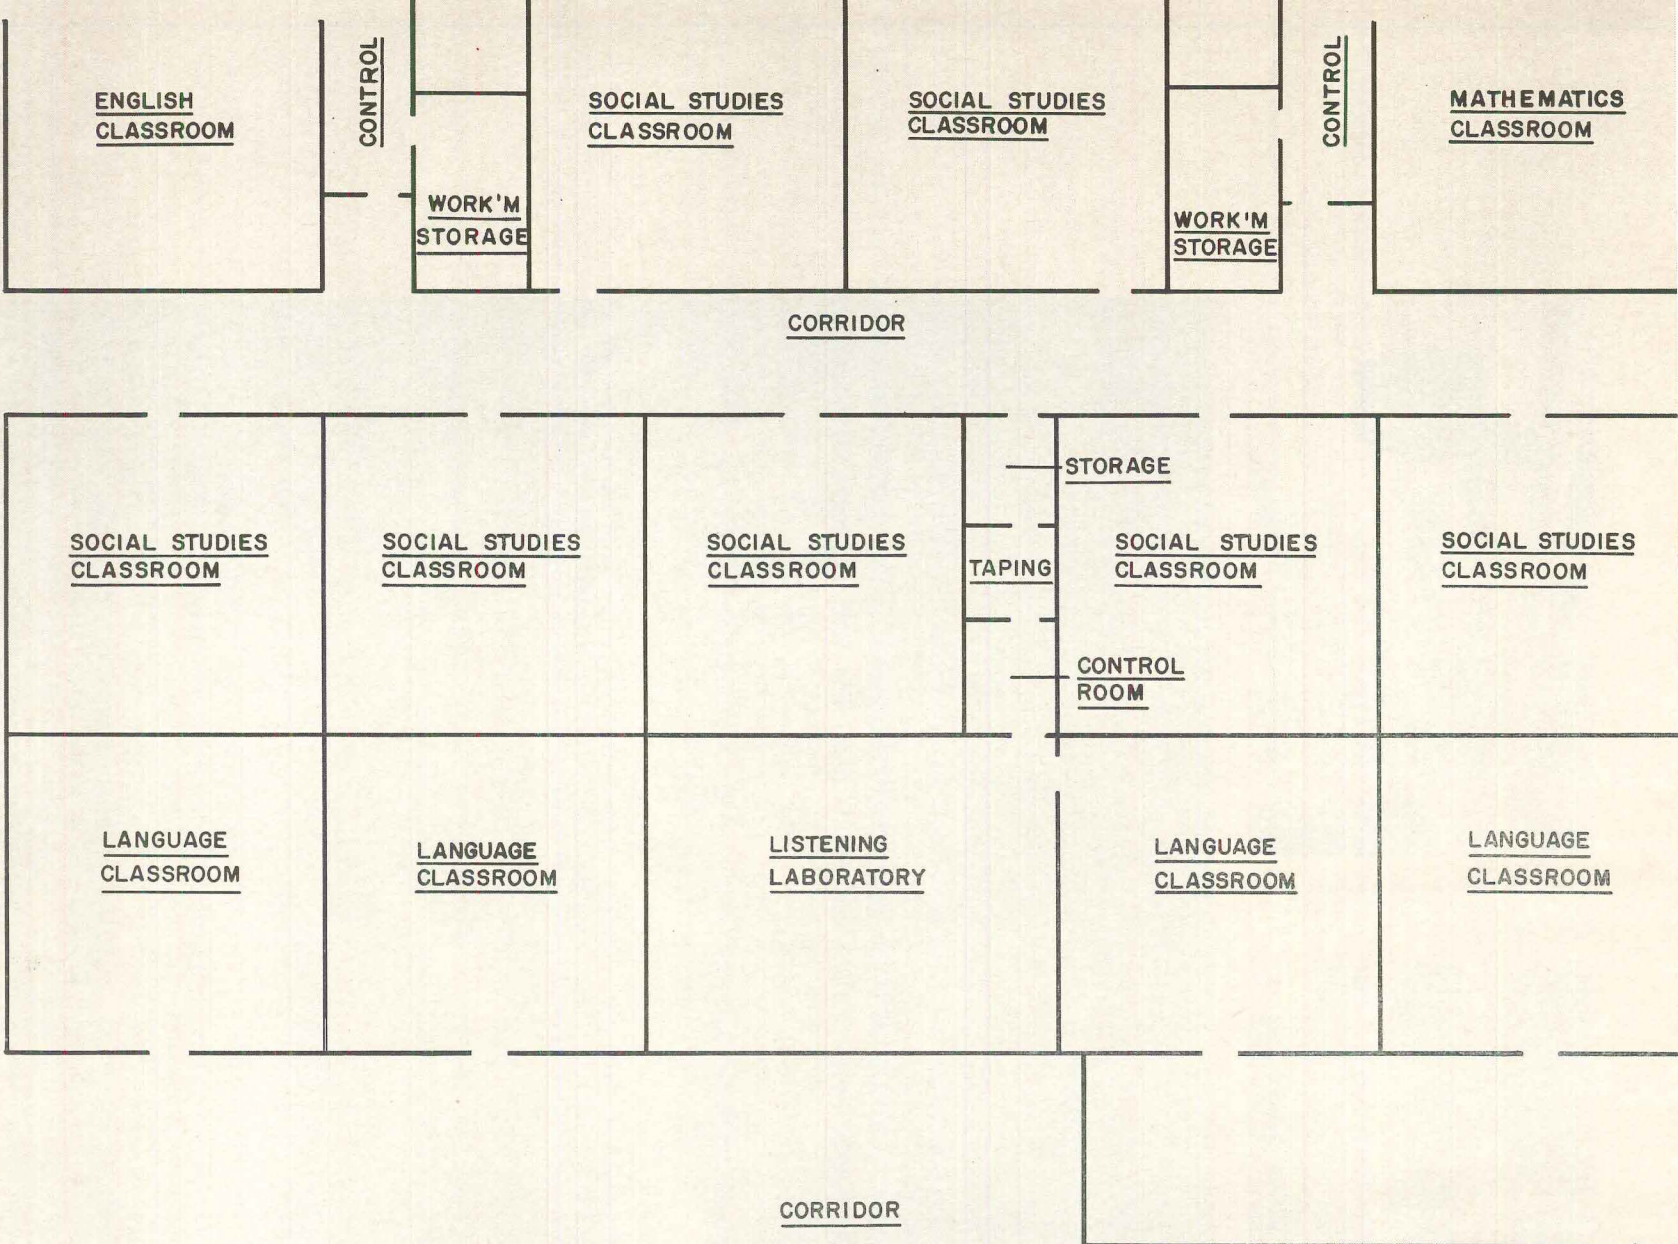 ENGLISH
CLASSROOM
CONTROL
WORK'M
STORAGE
SOCIAL STUDIES
CLASSROOM
SOCIAL STUDIES
CLASSROOM
WORK'M
STORAGE
CONTROL
MATHEMATICS
CLASSROOM
CORRIDOR
SOCIAL STUDIES
CLASSROOM
SOCIAL STUDIES
CLASSROOM
SOCIAL STUDIES
CLASSROOM
STORAGE
TAPING
CONTROL
ROOM
SOCIAL STUDIES
CLASSROOM
SOCIAL STUDIES
CLASSROOM
LANGUAGE
CLASSROOM
LANGUAGE
CLASSROOM
LISTENING
LABORATORY
LANGUAGE
CLASSROOM
LANGUAGE
CLASSROOM
CORRIDOR